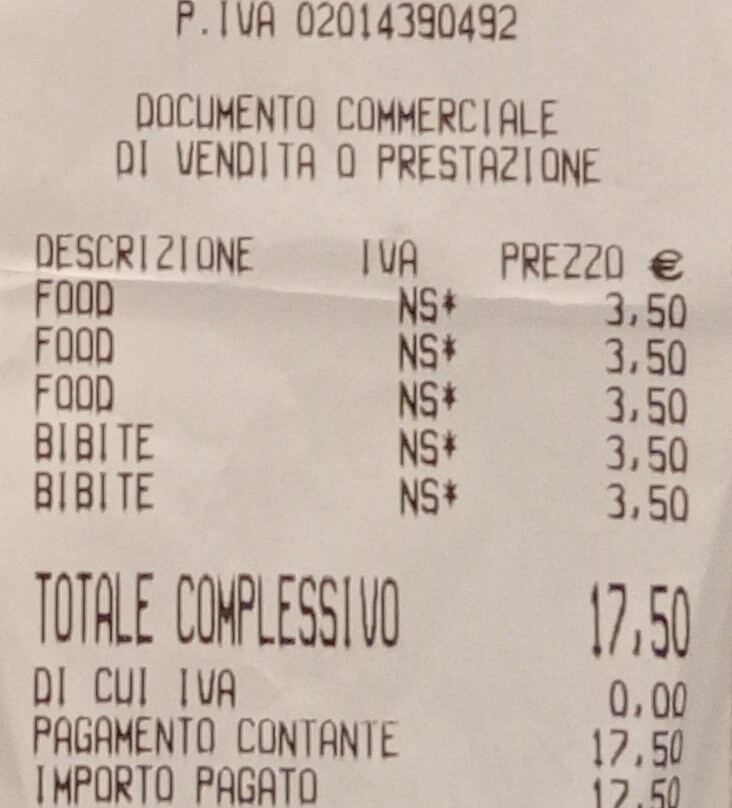 P.IVA 02014390492
DOCUMENTO COMMERCIALE
DI VENDITA O PRESTAZIONE
DESCRIZIONE IVA PREZZO €
FOOD NS* 3,50
FOOD NS* 3,50
FOOD NS* 3,50
BIBITE NS* 3,50
BIBITE NS* 3,50
TOTALE COMPLESSIVO 17,50
DI CUI IVA 0,00
PAGAMENTO CONTANTE 17,50
IMPORTO PAGATO 17,50